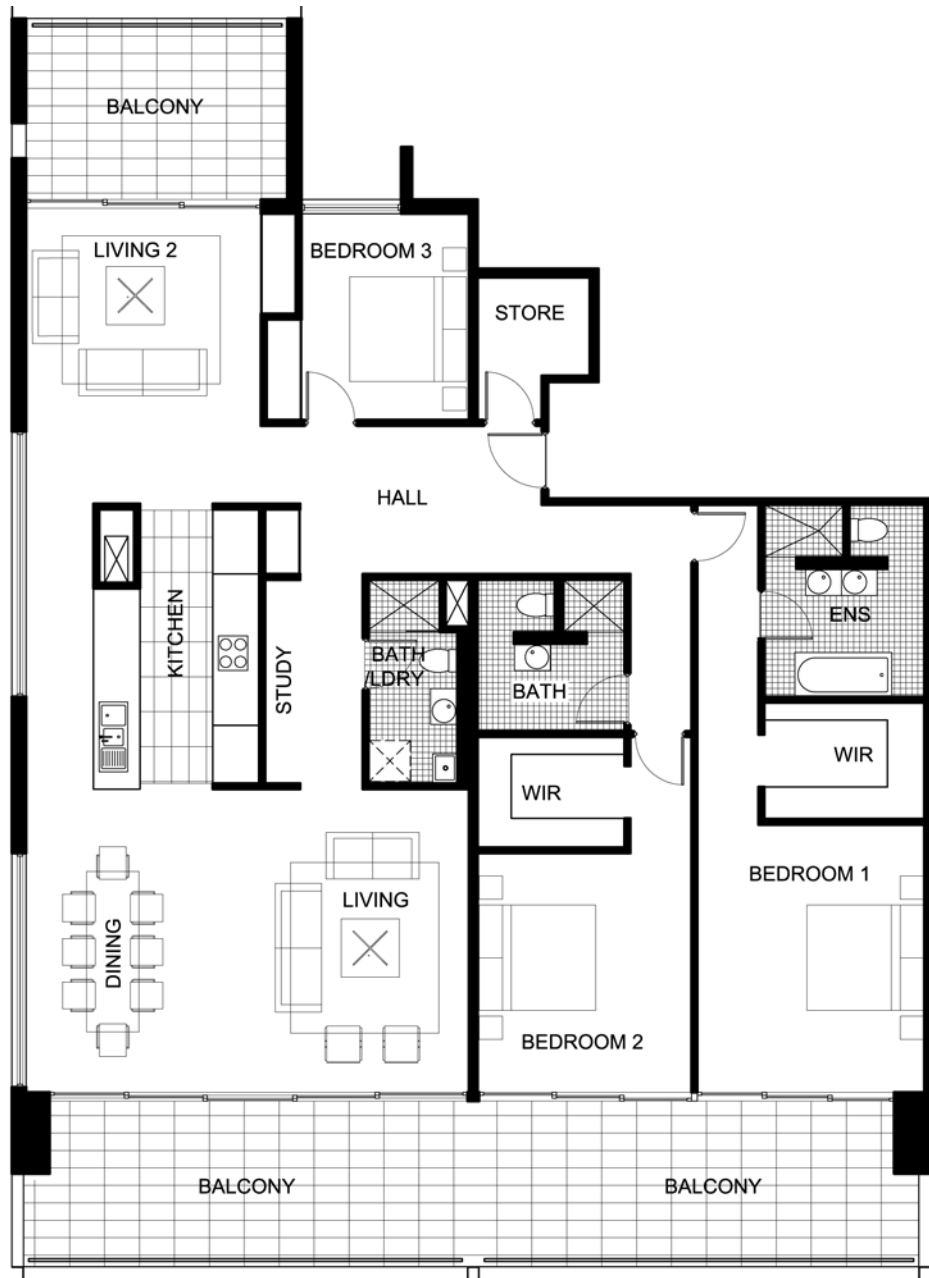 BALCONY
LIVING 2
BEDROOM 3
STORE
HALL
KITCHEN
STUDY
BATH
/LDRY
BATH
ENS
WIR
WIR
BEDROOM 1
LIVING
DINING
BEDROOM 2
BALCONY
BALCONY